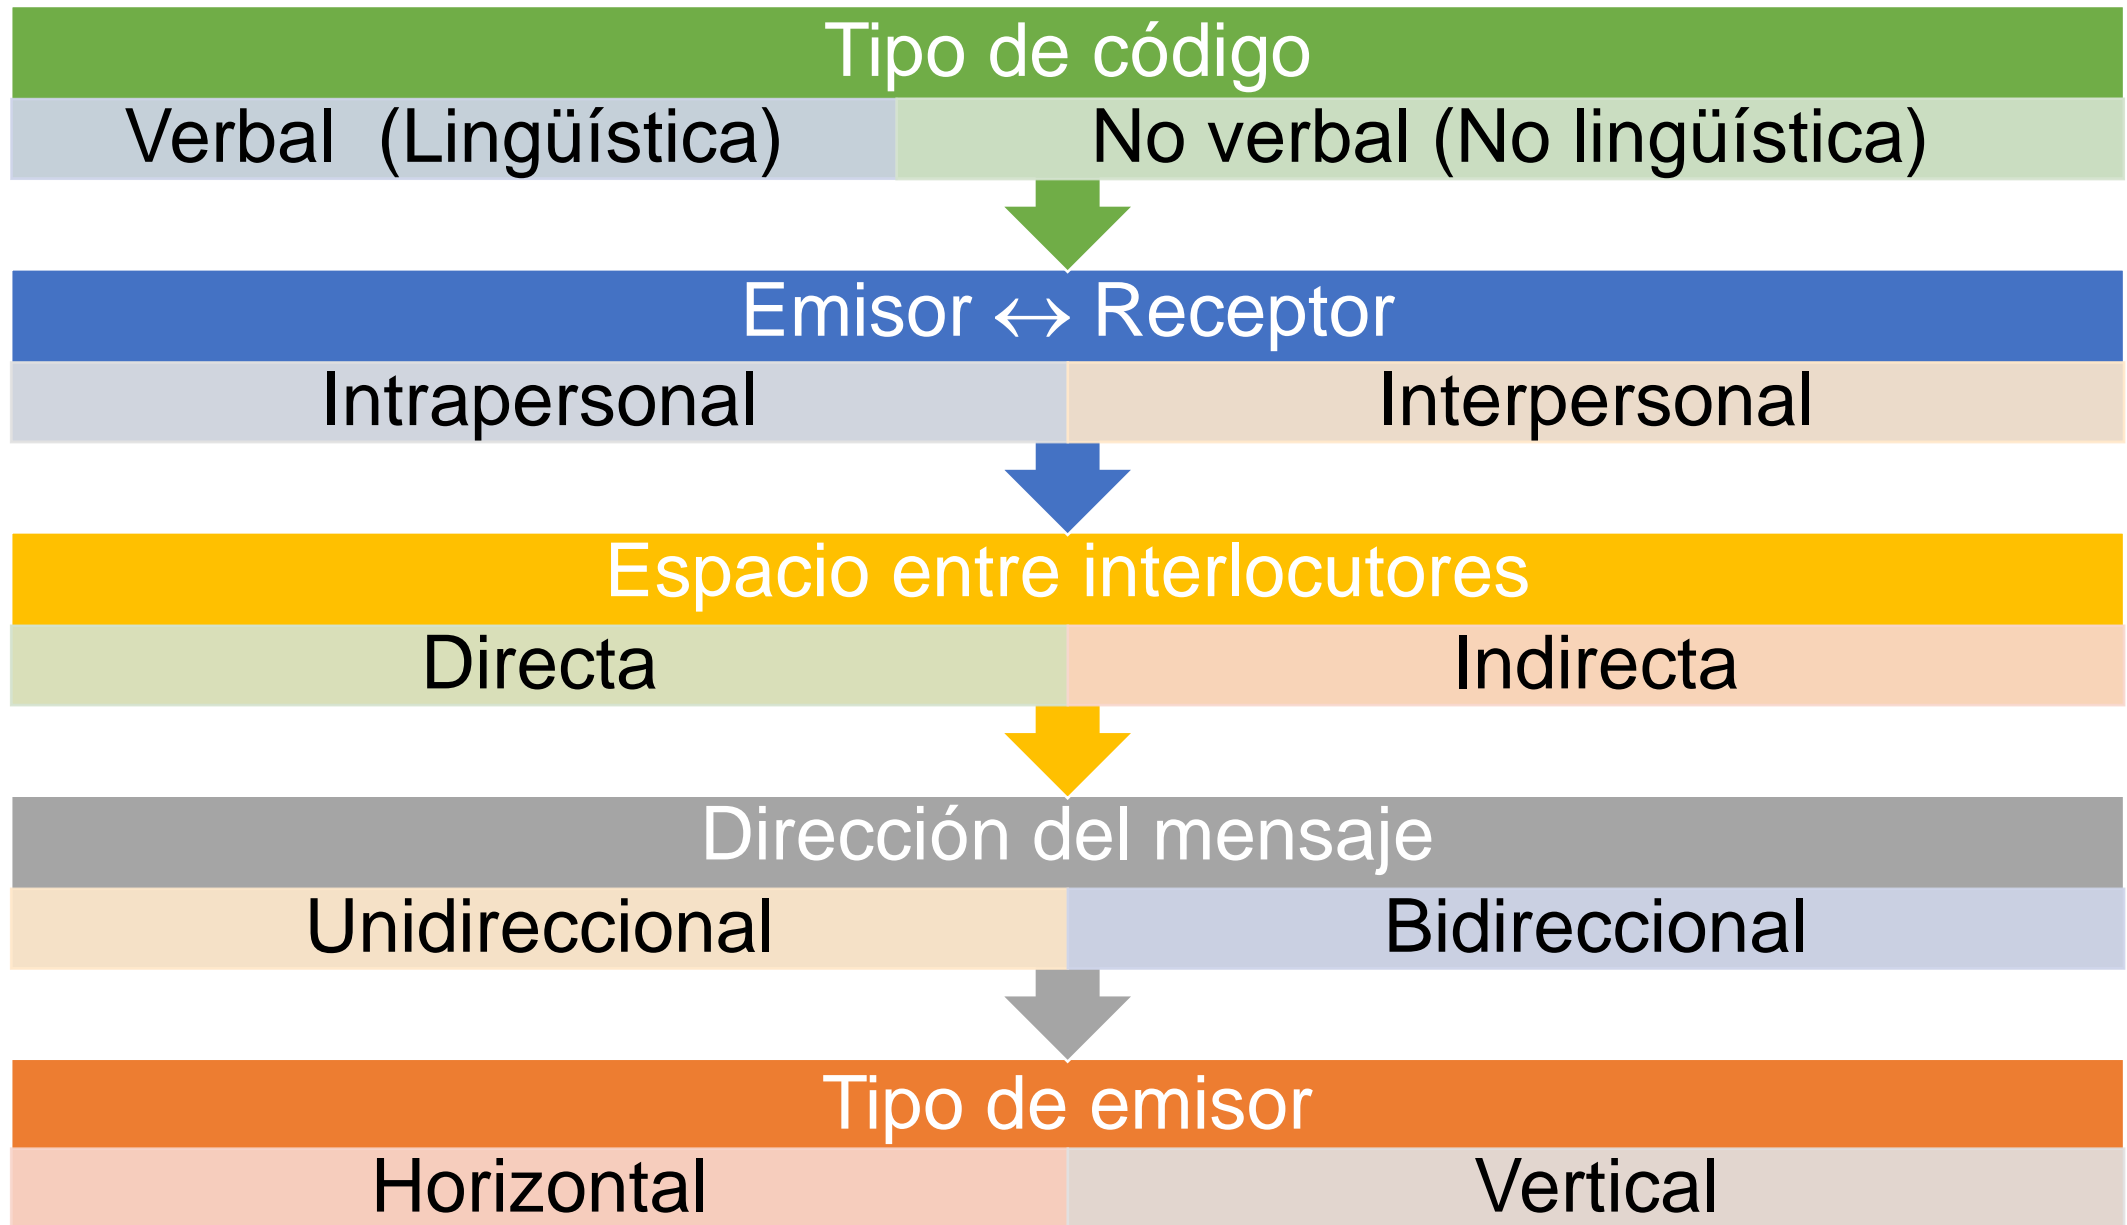 Tipo de código
Verbal (Lingüística)
No verbal (No lingüística)
Emisor ↔ Receptor
Intrapersonal
Interpersonal
Espacio entre interlocutores
Directa
Indirecta
Dirección del mensaje
Unidireccional
Bidireccional
Tipo de emisor
Horizontal
Vertical